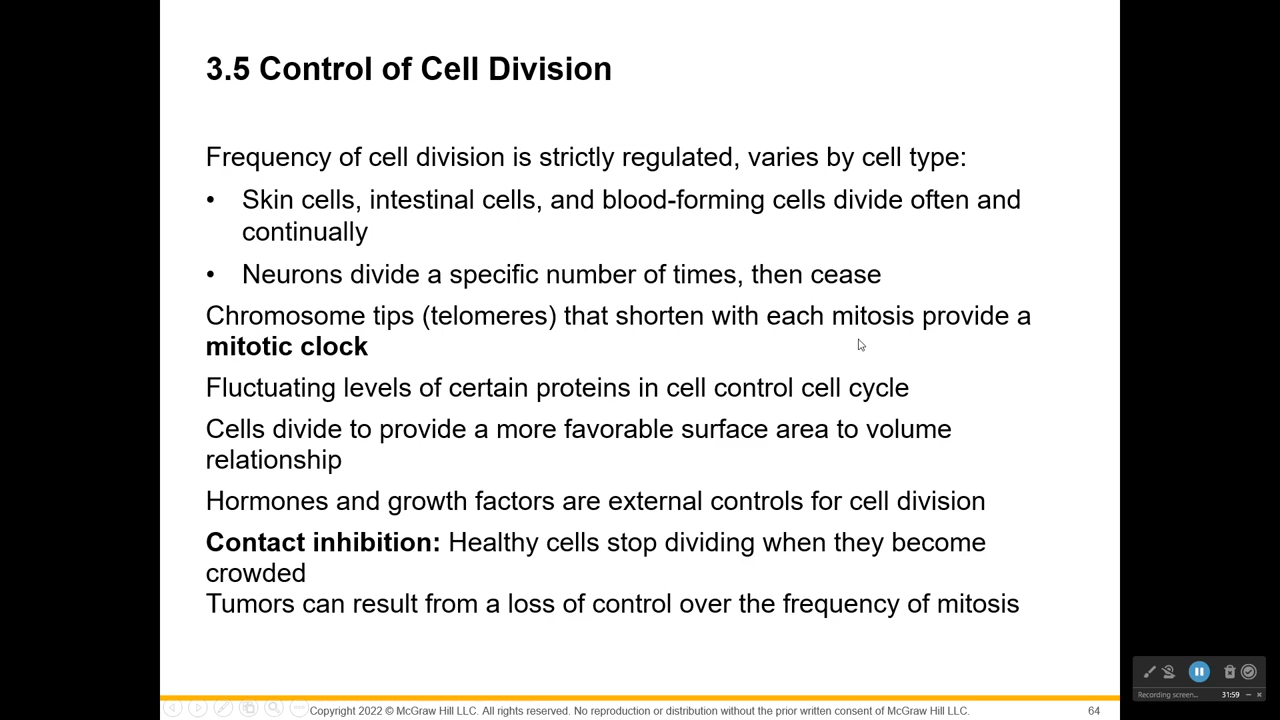 3.5 Control of Cell Division
Frequency of cell division is strictly regulated, varies by cell type:
• Skin cells, intestinal cells, and blood-forming cells divide often and
continually
• Neurons divide a specific number of times, then cease
Chromosome tips (telomeres) that shorten with each mitosis provide a
mitotic clock
Fluctuating levels of certain proteins in cell control cell cycle
Cells divide to provide a more favorable surface area to volume
relationship
Hormones and growth factors are external controls for cell division
Contact inhibition: Healthy cells stop dividing when they become
crowded
Tumors can result from a loss of control over the frequency of mitosis
Recording screen... 31:59
Copyright 2022 © McGraw Hill LLC. All rights reserved. No reproduction or distribution without the prior written consent of McGraw Hill LLC. 64